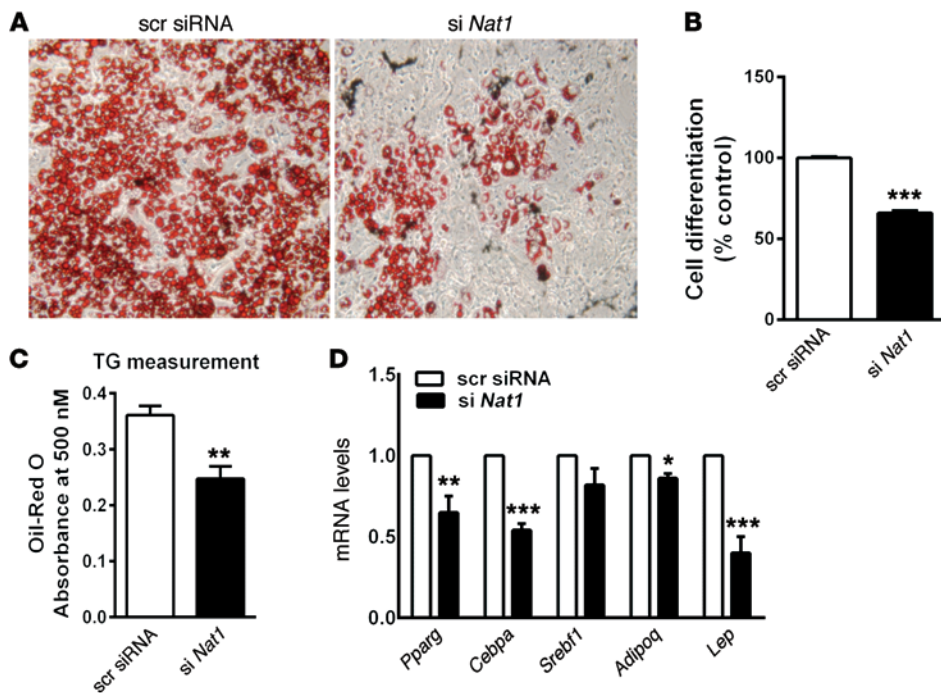 A
scr siRNA
si Nat1
B
Cell differentiation
(% control)
150
100
50
0
***
scr siRNA
si Nat1
C
TG measurement
Oil-Red O
Absorbance at 500 nM
0.4
0.3
0.2
0.1
0.0
**
scr siRNA
si Nat1
D
scr siRNA
si Nat1
mRNA levels
1.5
1.0
0.5
0.0
**
***
*
***
Pparg
Cebpa
Srebf1
Adipoq
Lep